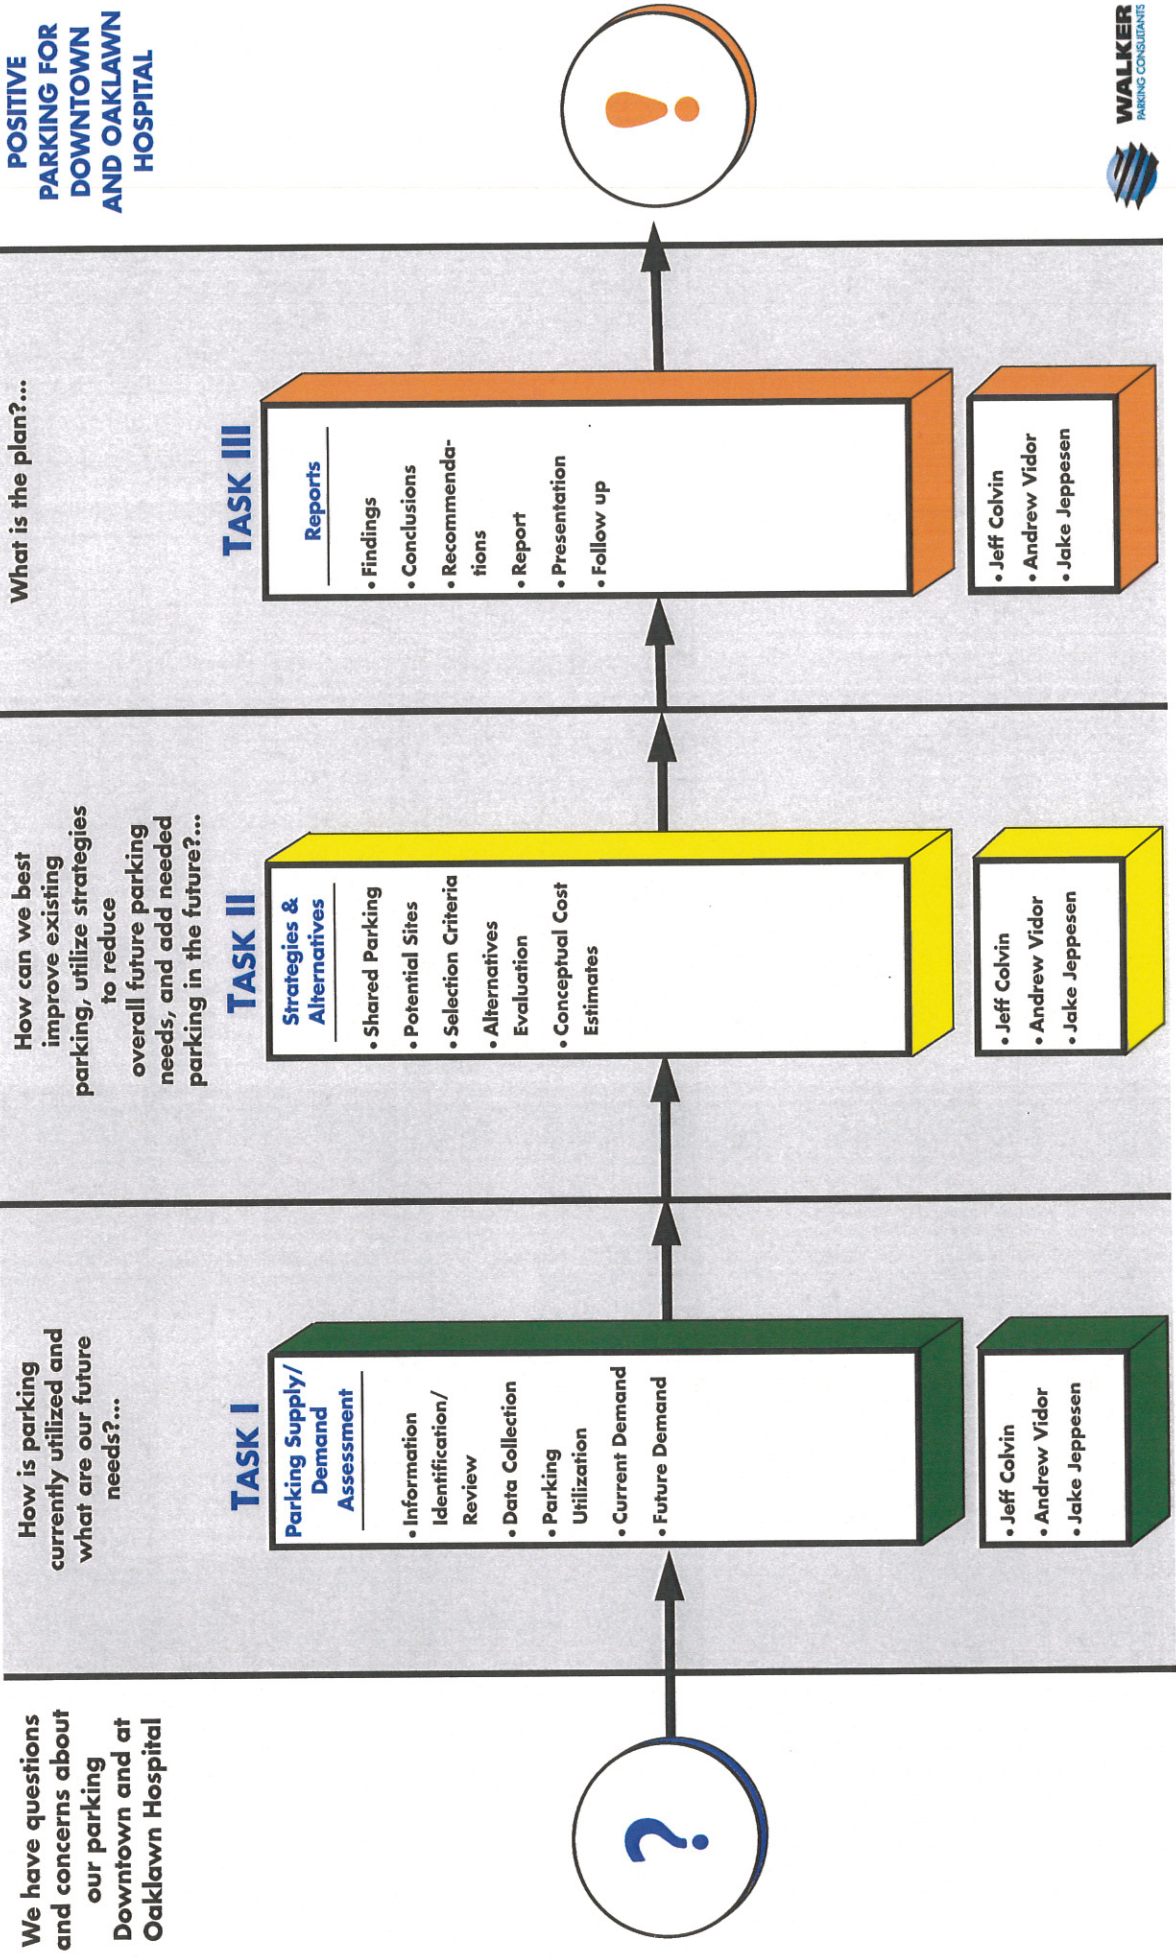 We have questions
and concerns about
our parking
Downtown and at
Oaklawn Hospital
?
How is parking
currently utilized and
what are our future
needs?...
TASK I
Parking Supply/
Demand
Assessment
• Information
Identification/
Review
• Data Collection
• Parking
Utilization
• Current Demand
• Future Demand
• Jeff Colvin
• Andrew Vidor
• Jake Jeppesen
How can we best
improve existing
parking, utilize strategies
to reduce
overall future parking
needs, and add needed
parking in the future?...
TASK II
Strategies &
Alternatives
• Shared Parking
• Potential Sites
• Selection Criteria
• Alternatives
Evaluation
• Conceptual Cost
Estimates
• Jeff Colvin
• Andrew Vidor
• Jake Jeppesen
What is the plan?...
TASK III
Reports
• Findings
• Conclusions
• Recommenda-
tions
• Report
• Presentation
• Follow up
• Jeff Colvin
• Andrew Vidor
• Jake Jeppesen
POSITIVE
PARKING FOR
DOWNTOWN
AND OAKLAWN
HOSPITAL
!
WALKER
PARKING CONSULTANTS